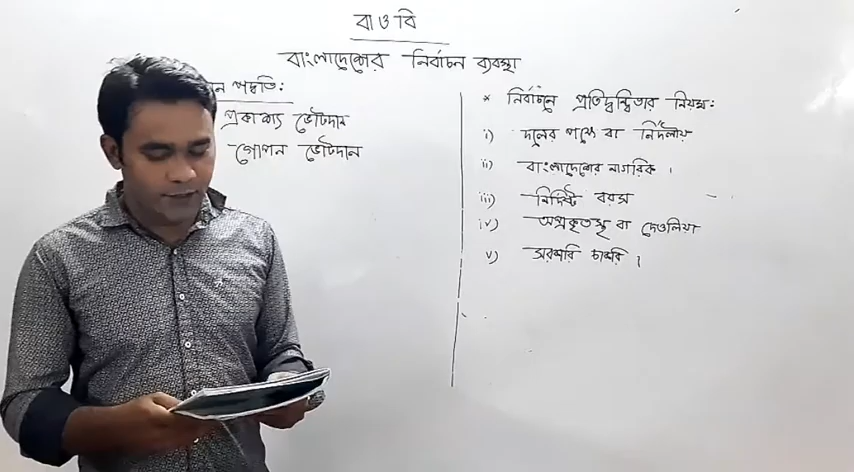 বাওবি
বাংলাদেশের নির্বাচন ব্যবস্থা
ন পদ্ধতি:
প্রকাশ্য ভোটদান
গোপন ভোটদান
* নির্বাচনে প্রতিদ্বন্দ্বিতার নিয়ম:
i) দলের পক্ষে বা নির্দলীয়
ii) বাংলাদেশের নাগরিক ।
iii) নির্দিষ্ট বয়স
iv) অপ্রকৃতস্থ বা দেওলিয়া
v) সরকারি চাকরি ।